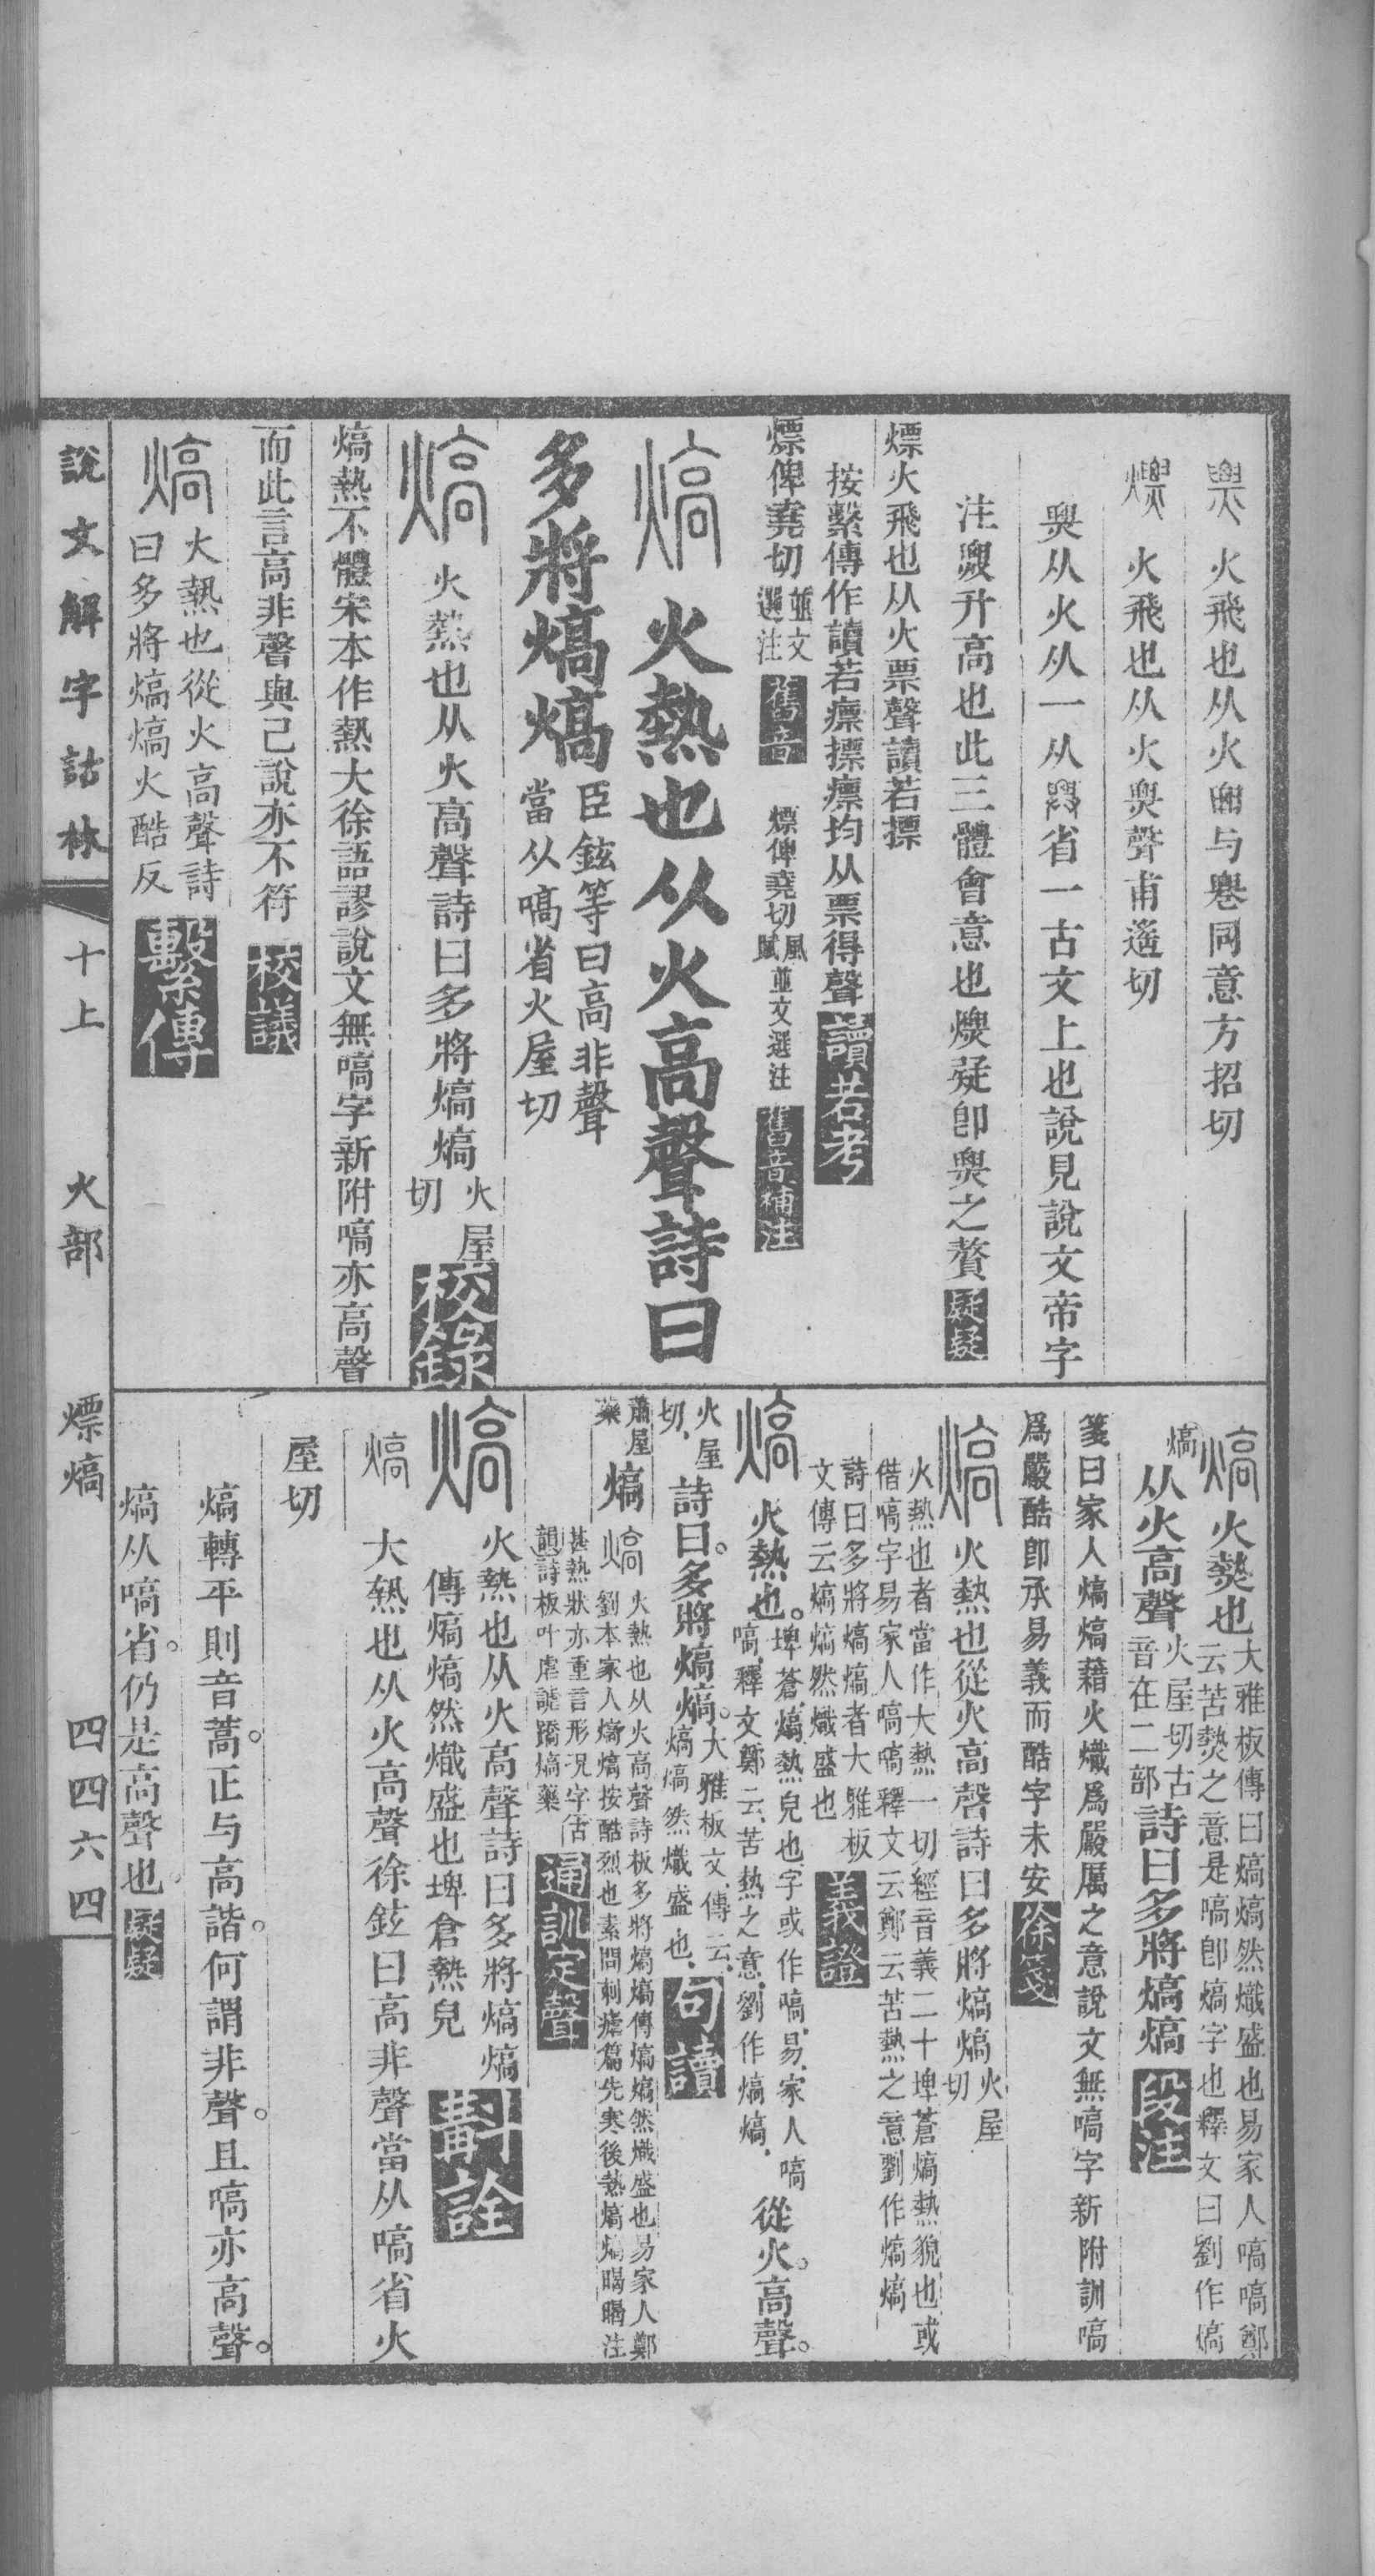 火飛也从火𦥑与𠨧同意方招切
火飛也从火㷠聲甫遙切
㷠从火从一从𦥑省一古文上也說見說文帝字
注𨖼升高也此三體會意也熛疑卽㷠之贅疑疑
熛火飛也从火票聲讀若摽
按繫傳作讀若瘭摽瘭均从票得聲讀若考
熛俾堯切並文選注舊音 熛俾堯切風賦並文選注舊音補注
熇火熱也从火高聲詩曰
多將熇熇臣鉉等曰高非聲當从嗃省火屋切
熇火熱也从火高聲詩曰多將熇熇火屋切校錄
熇熱不體宋本作熱大徐語謬說文無嗃字新附嗃亦高聲
而此言高非聲與己說亦不符校議
熇火熱也從火高聲詩曰多將熇熇火酷反繫傳
熇火㷊也大雅板傳曰熇熇然熾盛也易家人嗃嗃鄭云苦㷊之意是嗃卽熇字也釋文曰劉作熇
熇从火高聲火屋切古音在二部詩曰多將熇熇段注
箋曰家人熇熇藉火熾爲嚴厲之意說文無嗃字新附訓嗃
爲嚴酷卽承易義而酷字未安徐箋
熇火熱也從火高聲詩曰多將熇熇火屋切
火熱也者當作大熱一切經音義二十埤蒼熇熱貌也或
借嗃字易家人嗃嗃釋文云鄭云苦熱之意劉作熇熇
詩曰多將熇熇者大雅板
文傳云熇熇然熾盛也義證
熇火熱也。埤蒼、熇熱皃也、字或作嗃、易、家人嗃嗃、釋文鄭云、苦熱之意、劉作熇熇、從火。高聲。
火屋切、詩曰。多將熇熇。大雅板文、傳云、熇熇然熾盛也、句讀
蕭屋藥熇熇火熱也从火高聲詩板多將熇熇傳熇熇然熾盛也易家人鄭
劉本家人熇熇按酷烈也素問刺瘧篇先寒後熱熇熇暍暍注
甚熱狀亦重言形況字古
韻詩板叶虐謔蹻熇藥通訓定聲
熇火熱也从火高聲詩曰多將熇熇
傳熇熇然熾盛也埤倉熱皃斠詮
熇大熱也从火高聲徐鉉曰高非聲當从嗃省火
屋切
熇轉平則音蒿。正与高諧。何謂非聲。且嗃亦高聲。
熇从嗃省。仍是高聲也。疑疑
說文解字詁林 十上 火部 熛熇 四四六四